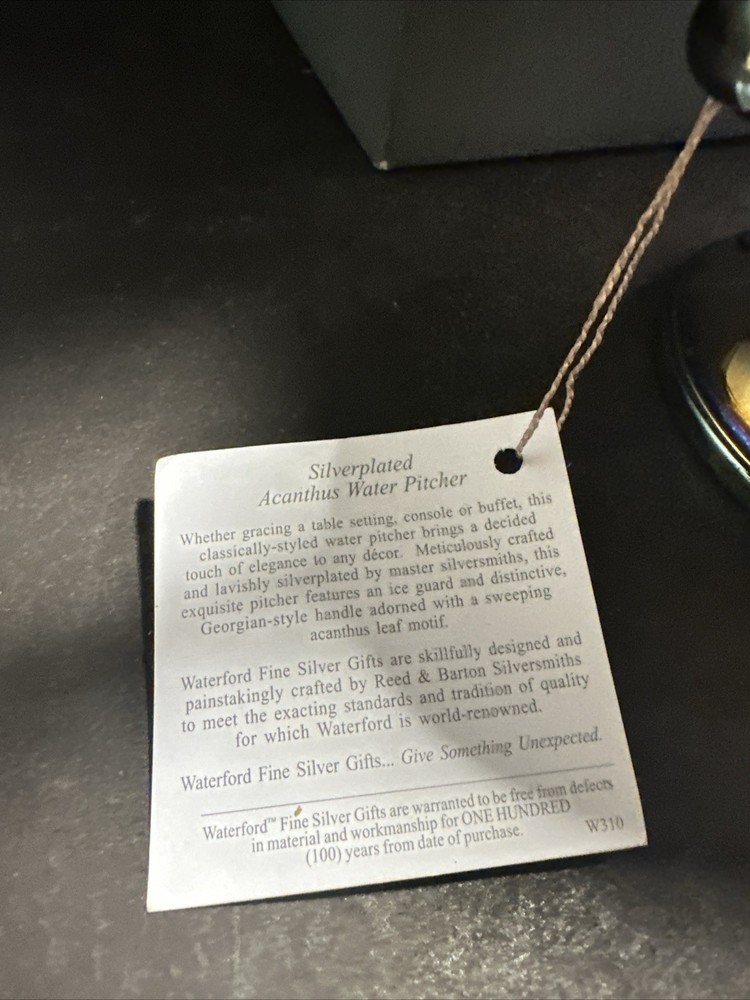 Silverplated
Acanthus Water Pitcher
Whether gracing a table setting, console or buffet, this
classically-styled water pitcher brings a decided
touch of elegance to any décor. Meticulously crafted
and lavishly silverplated by master silversmiths, this
exquisite pitcher features an ice guard and distinctive,
Georgian-style handle adorned with a sweeping
acanthus leaf motif.
Waterford Fine Silver Gifts are skillfully designed and
painstakingly crafted by Reed & Barton Silversmiths
to meet the exacting standards and tradition of quality
for which Waterford is world-renowned.
Waterford Fine Silver Gifts... Give Something Unexpected.
Waterford™ Fine Silver Gifts are warranted to be free from defects
in material and workmanship for ONE HUNDRED
(100) years from date of purchase.
W310